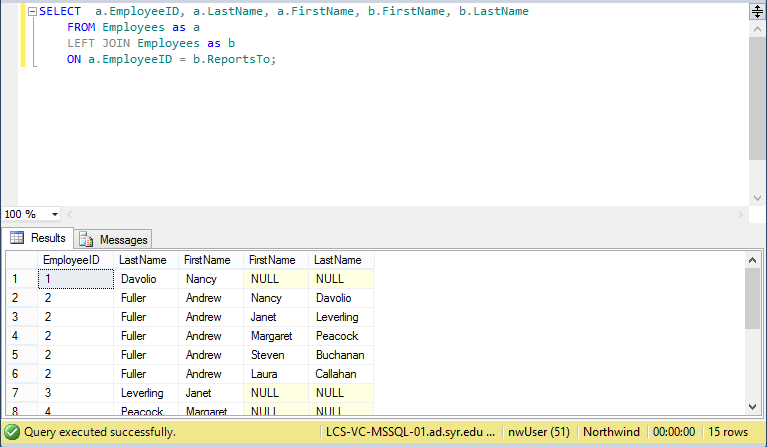 SELECT a.EmployeeID, a.LastName, a.FirstName, b.FirstName, b.LastName
FROM Employees as a
LEFT JOIN Employees as b
ON a.EmployeeID = b.ReportsTo;
100 %
Results Messages
EmployeeID LastName FirstName FirstName LastName
1 1 Davolio Nancy NULL NULL
2 2 Fuller Andrew Nancy Davolio
3 2 Fuller Andrew Janet Leverling
4 2 Fuller Andrew Margaret Peacock
5 2 Fuller Andrew Steven Buchanan
6 2 Fuller Andrew Laura Callahan
7 3 Leverling Janet NULL NULL
8 4 Peacock Margaret NULL NULL
Query executed successfully. LCS-VC-MSSQL-01.ad.syr.edu ... nwUser (51) Northwind 00:00:00 15 rows